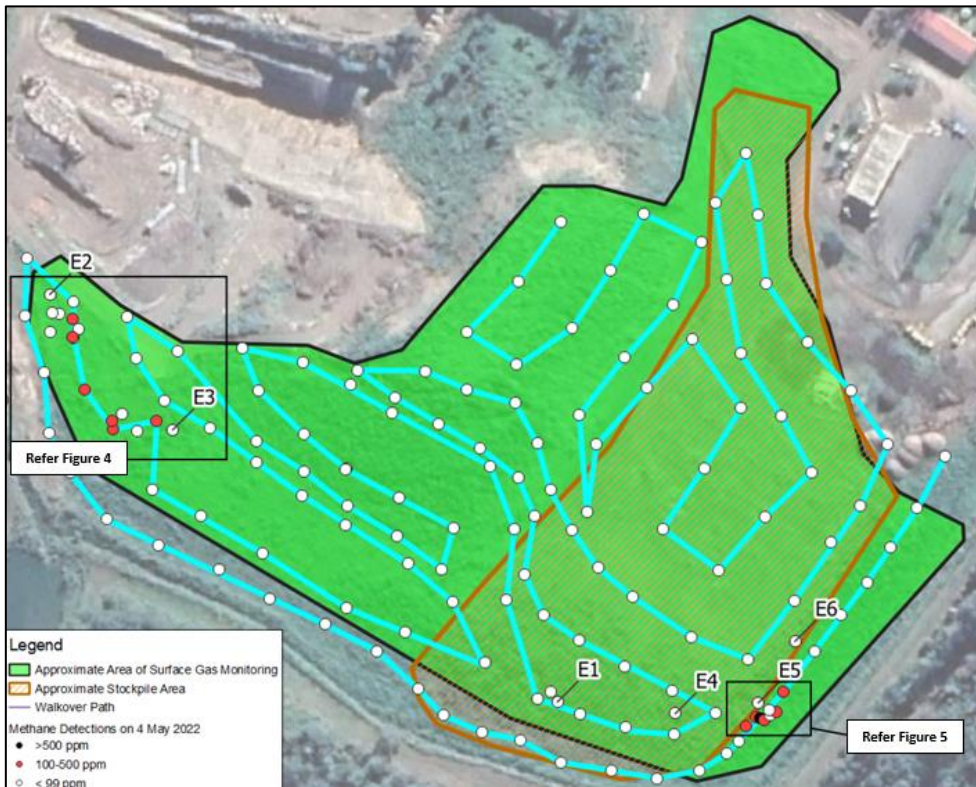 E2
E3
Refer Figure 4
E6
E1
E4
E5
Refer Figure 5
Legend
Approximate Area of Surface Gas Monitoring
Approximate Stockpile Area
Walkover Path
Methane Detections on 4 May 2022
>500 ppm
100-500 ppm
< 99 ppm